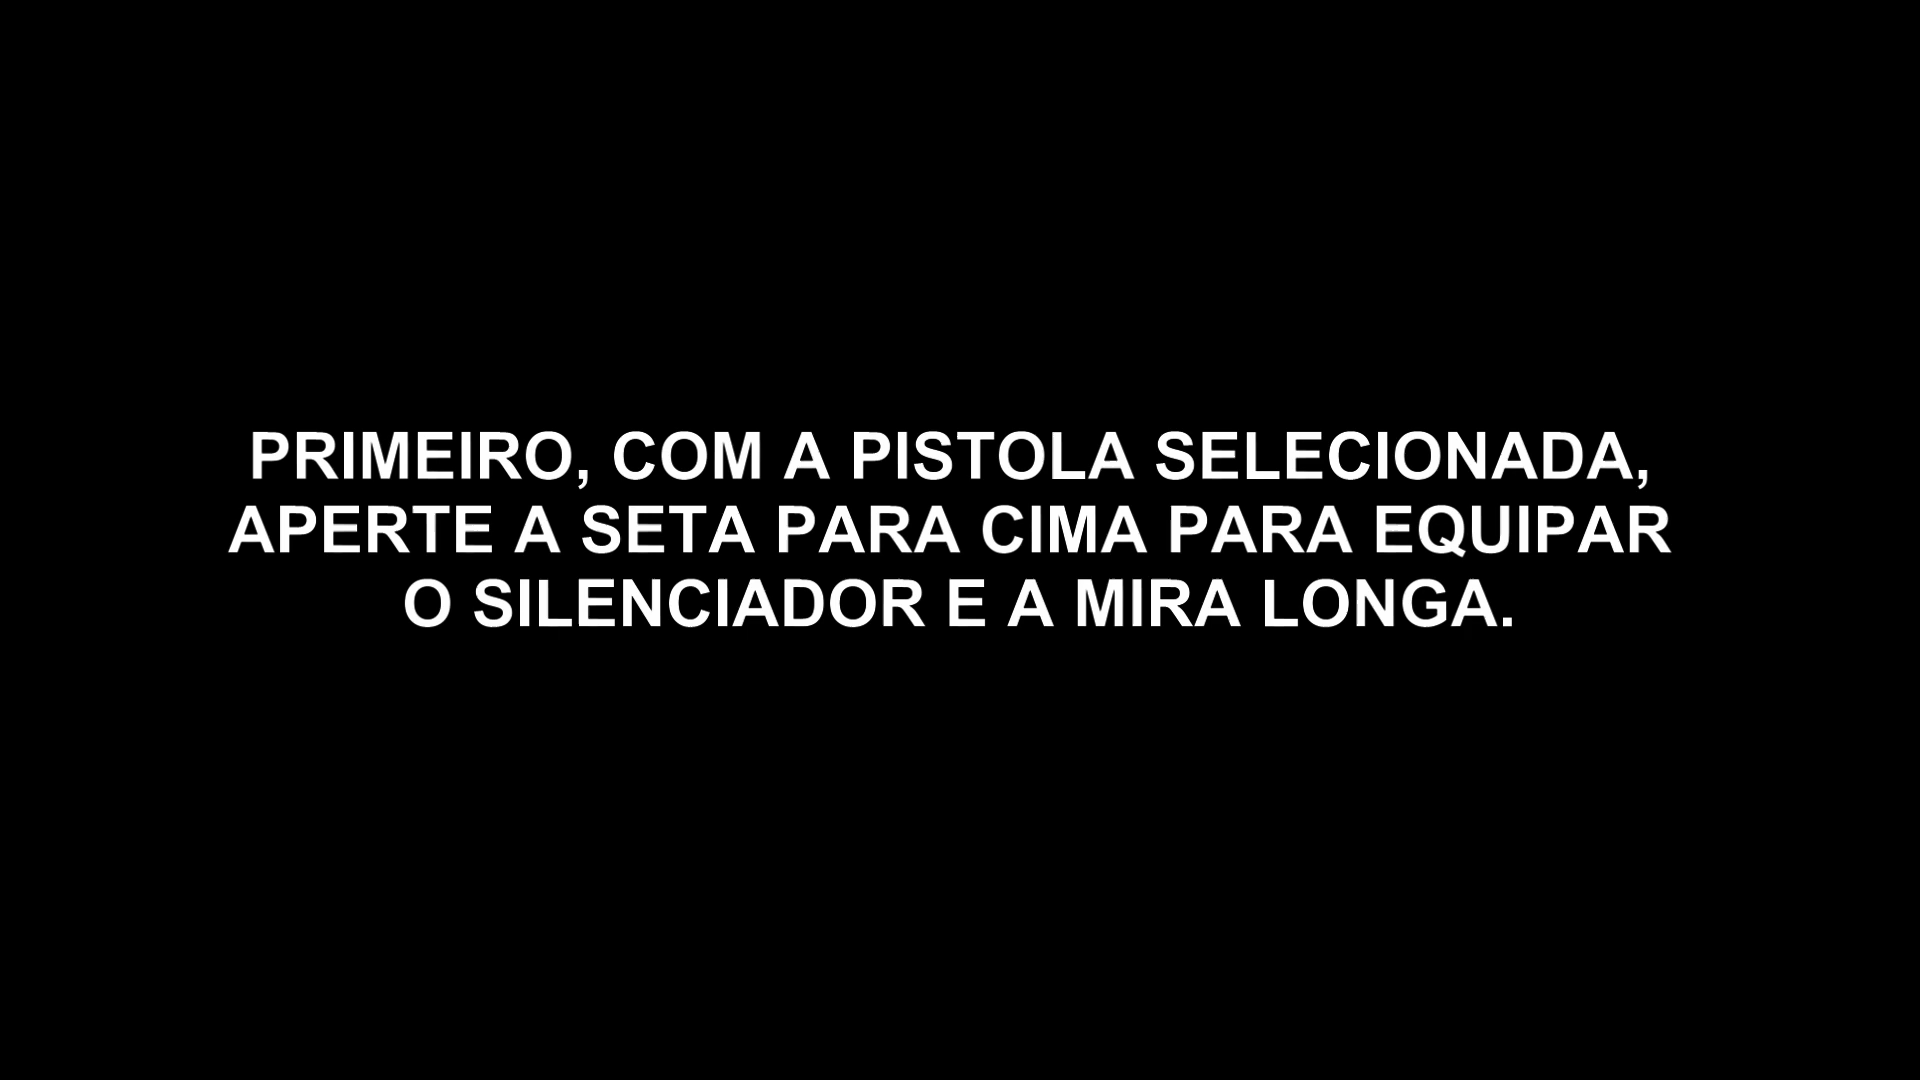 PRIMEIRO, COM A PISTOLA SELECIONADA,
APERTE A SETA PARA CIMA PARA EQUIPAR
O SILENCIADOR E A MIRA LONGA.